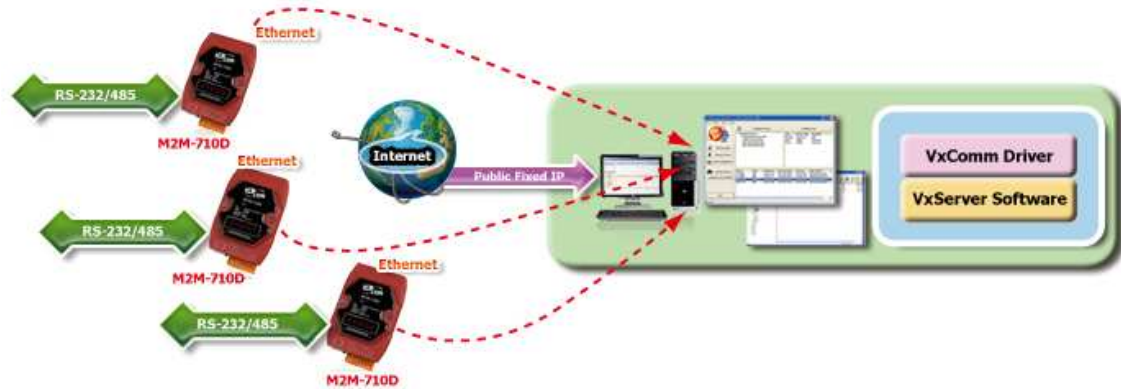 Ethernet
RS-232/485
M2M-710D
Ethernet
Internet
Public Fixed IP
VxComm Driver
VxServer Software
RS-232/485
M2M-710D
Ethernet
RS-232/485
M2M-710D